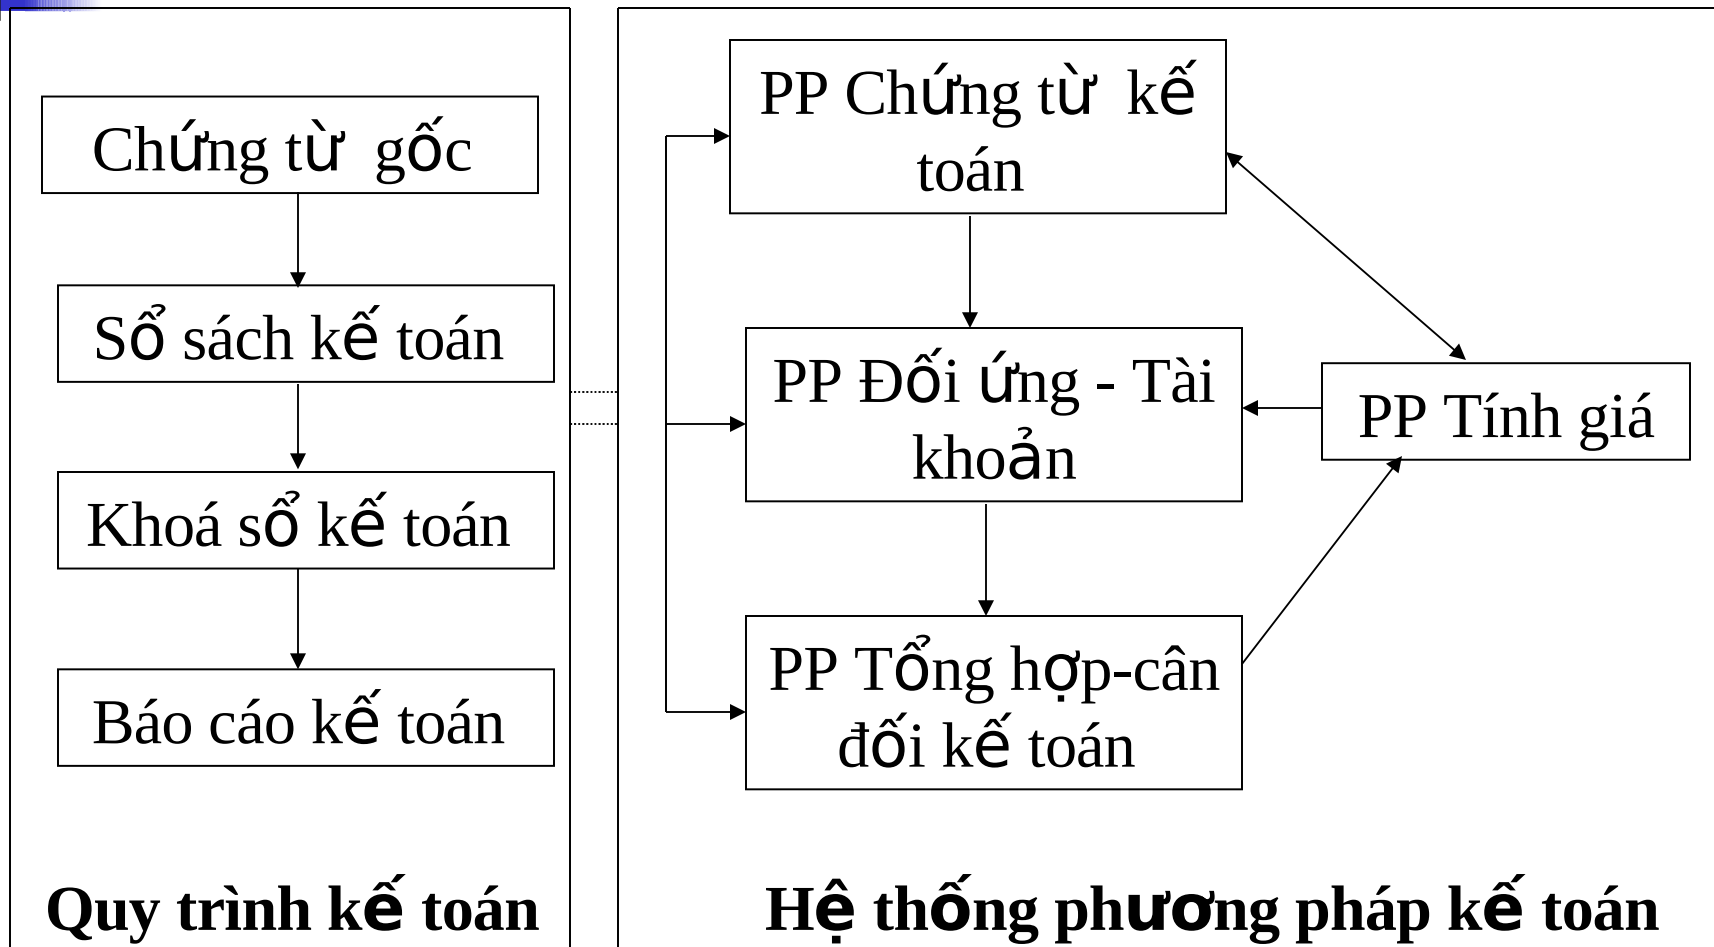 Chứng từ gốc
Sổ sách kế toán
Khoá sổ kế toán
Báo cáo kế toán
Quy trình kế toán
PP Chứng từ kế
toán
PP Đối ứng - Tài
khoản
PP Tổng hợp-cân
đối kế toán
PP Tính giá
Hệ thống phương pháp kế toán